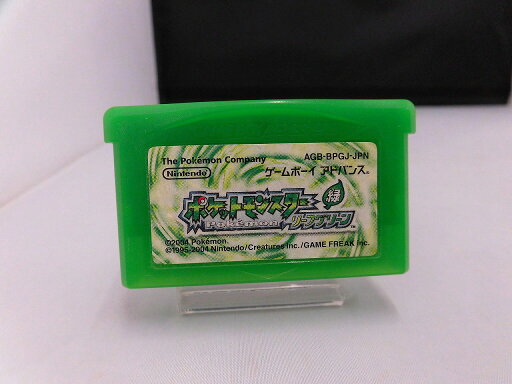 The Pokémon Company
AGB-BPGJ-JPN
Nintendo
ゲームボーイ アドバンス®
ポケットモンスター
Pokémon
緑
リーフグリーン™
©2004 Pokémon.
©1995-2004 Nintendo/Creatures Inc./GAME FREAK inc.